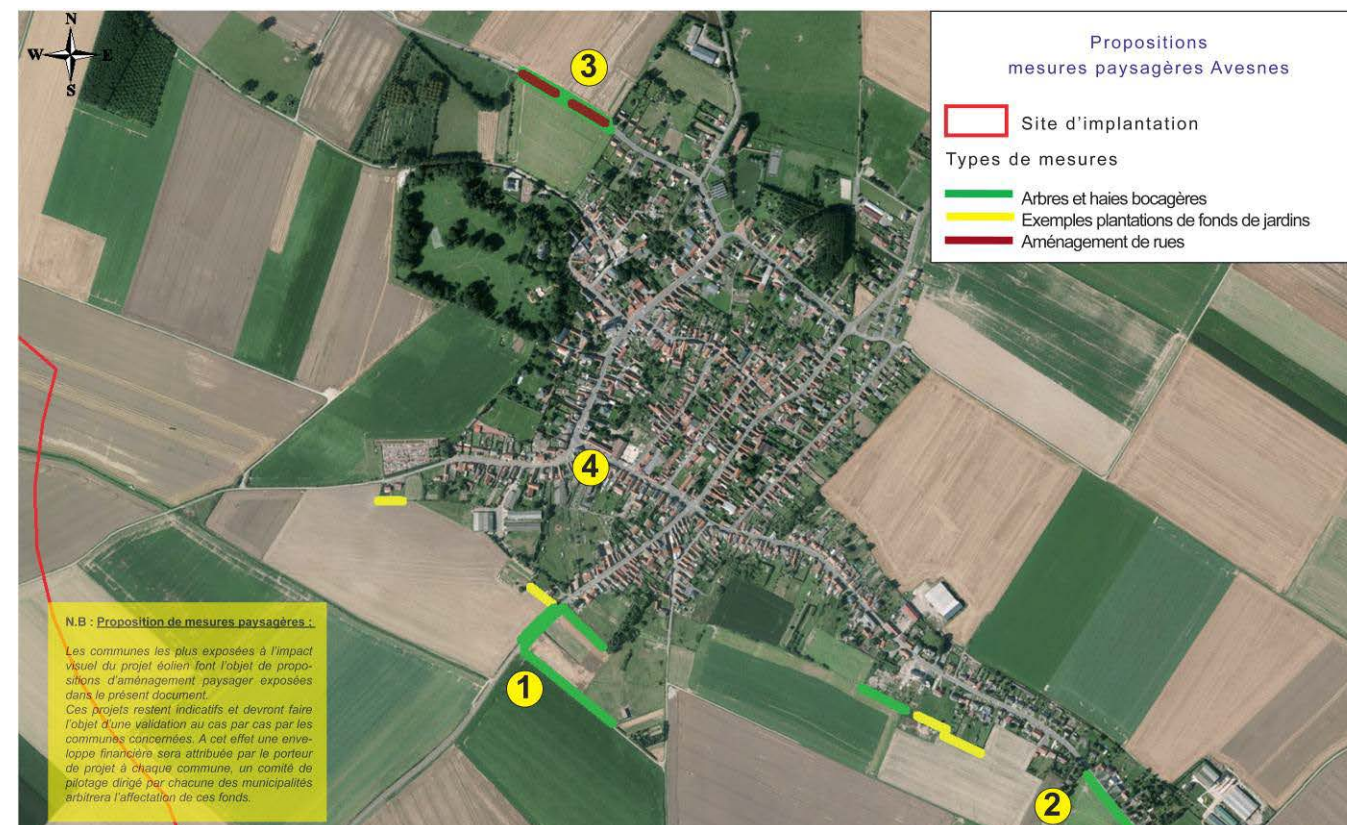 N
W E
S
3
Propositions
mesures paysagères Avesnes
Site d'implantation
Types de mesures
Arbres et haies bocagères
Exemples plantations de fonds de jardins
Aménagement de rues
4
N.B : Proposition de mesures paysagères :
Les communes les plus exposées à l'impact
visuel du projet éolien font l'objet de propo-
sitions d'aménagement paysager exposées
dans le présent document.
Ces projets restent indicatifs et devront faire
l'objet d'une validation au cas par cas par les
communes concernées. A cet effet une enve-
loppe financière sera attribuée par le porteur
de projet à chaque commune, un comité de
pilotage dirigé par chacune des municipalités
arbitrera l'affectation de ces fonds.
1
2